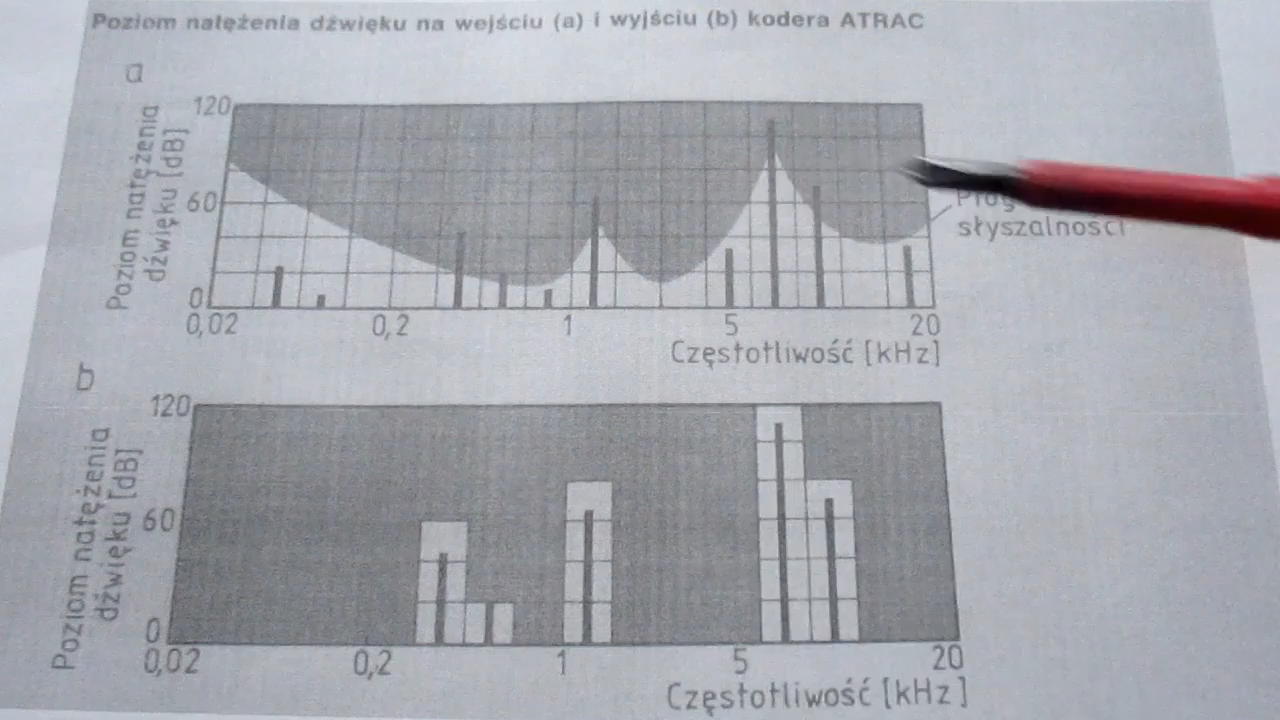 Poziom natężenia dźwięku na wejściu (a) i wyjściu (b) kodera ATRAC
a
Poziom natężenia
dźwięku [dB]
120
60
0
0,02 0,2 1 5 20
Częstotliwość [kHz]
słyszalności
b
Poziom natężenia
dźwięku [dB]
120
60
0
0,02 0,2 1 5 20
Częstotliwość [kHz]